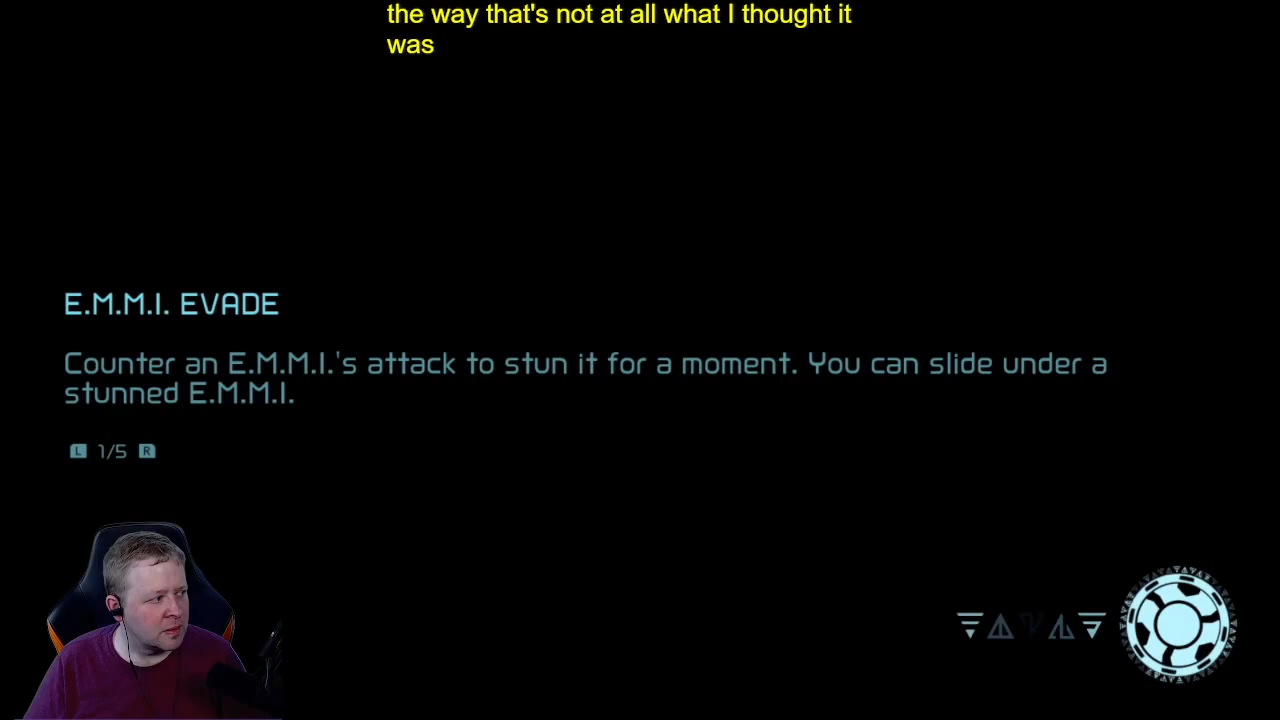 the way that's not at all what I thought it
was
E.M.M.I. EVADE
Counter an E.M.M.I.'s attack to stun it for a moment. You can slide under a
stunned E.M.M.I.
L 1/5 R